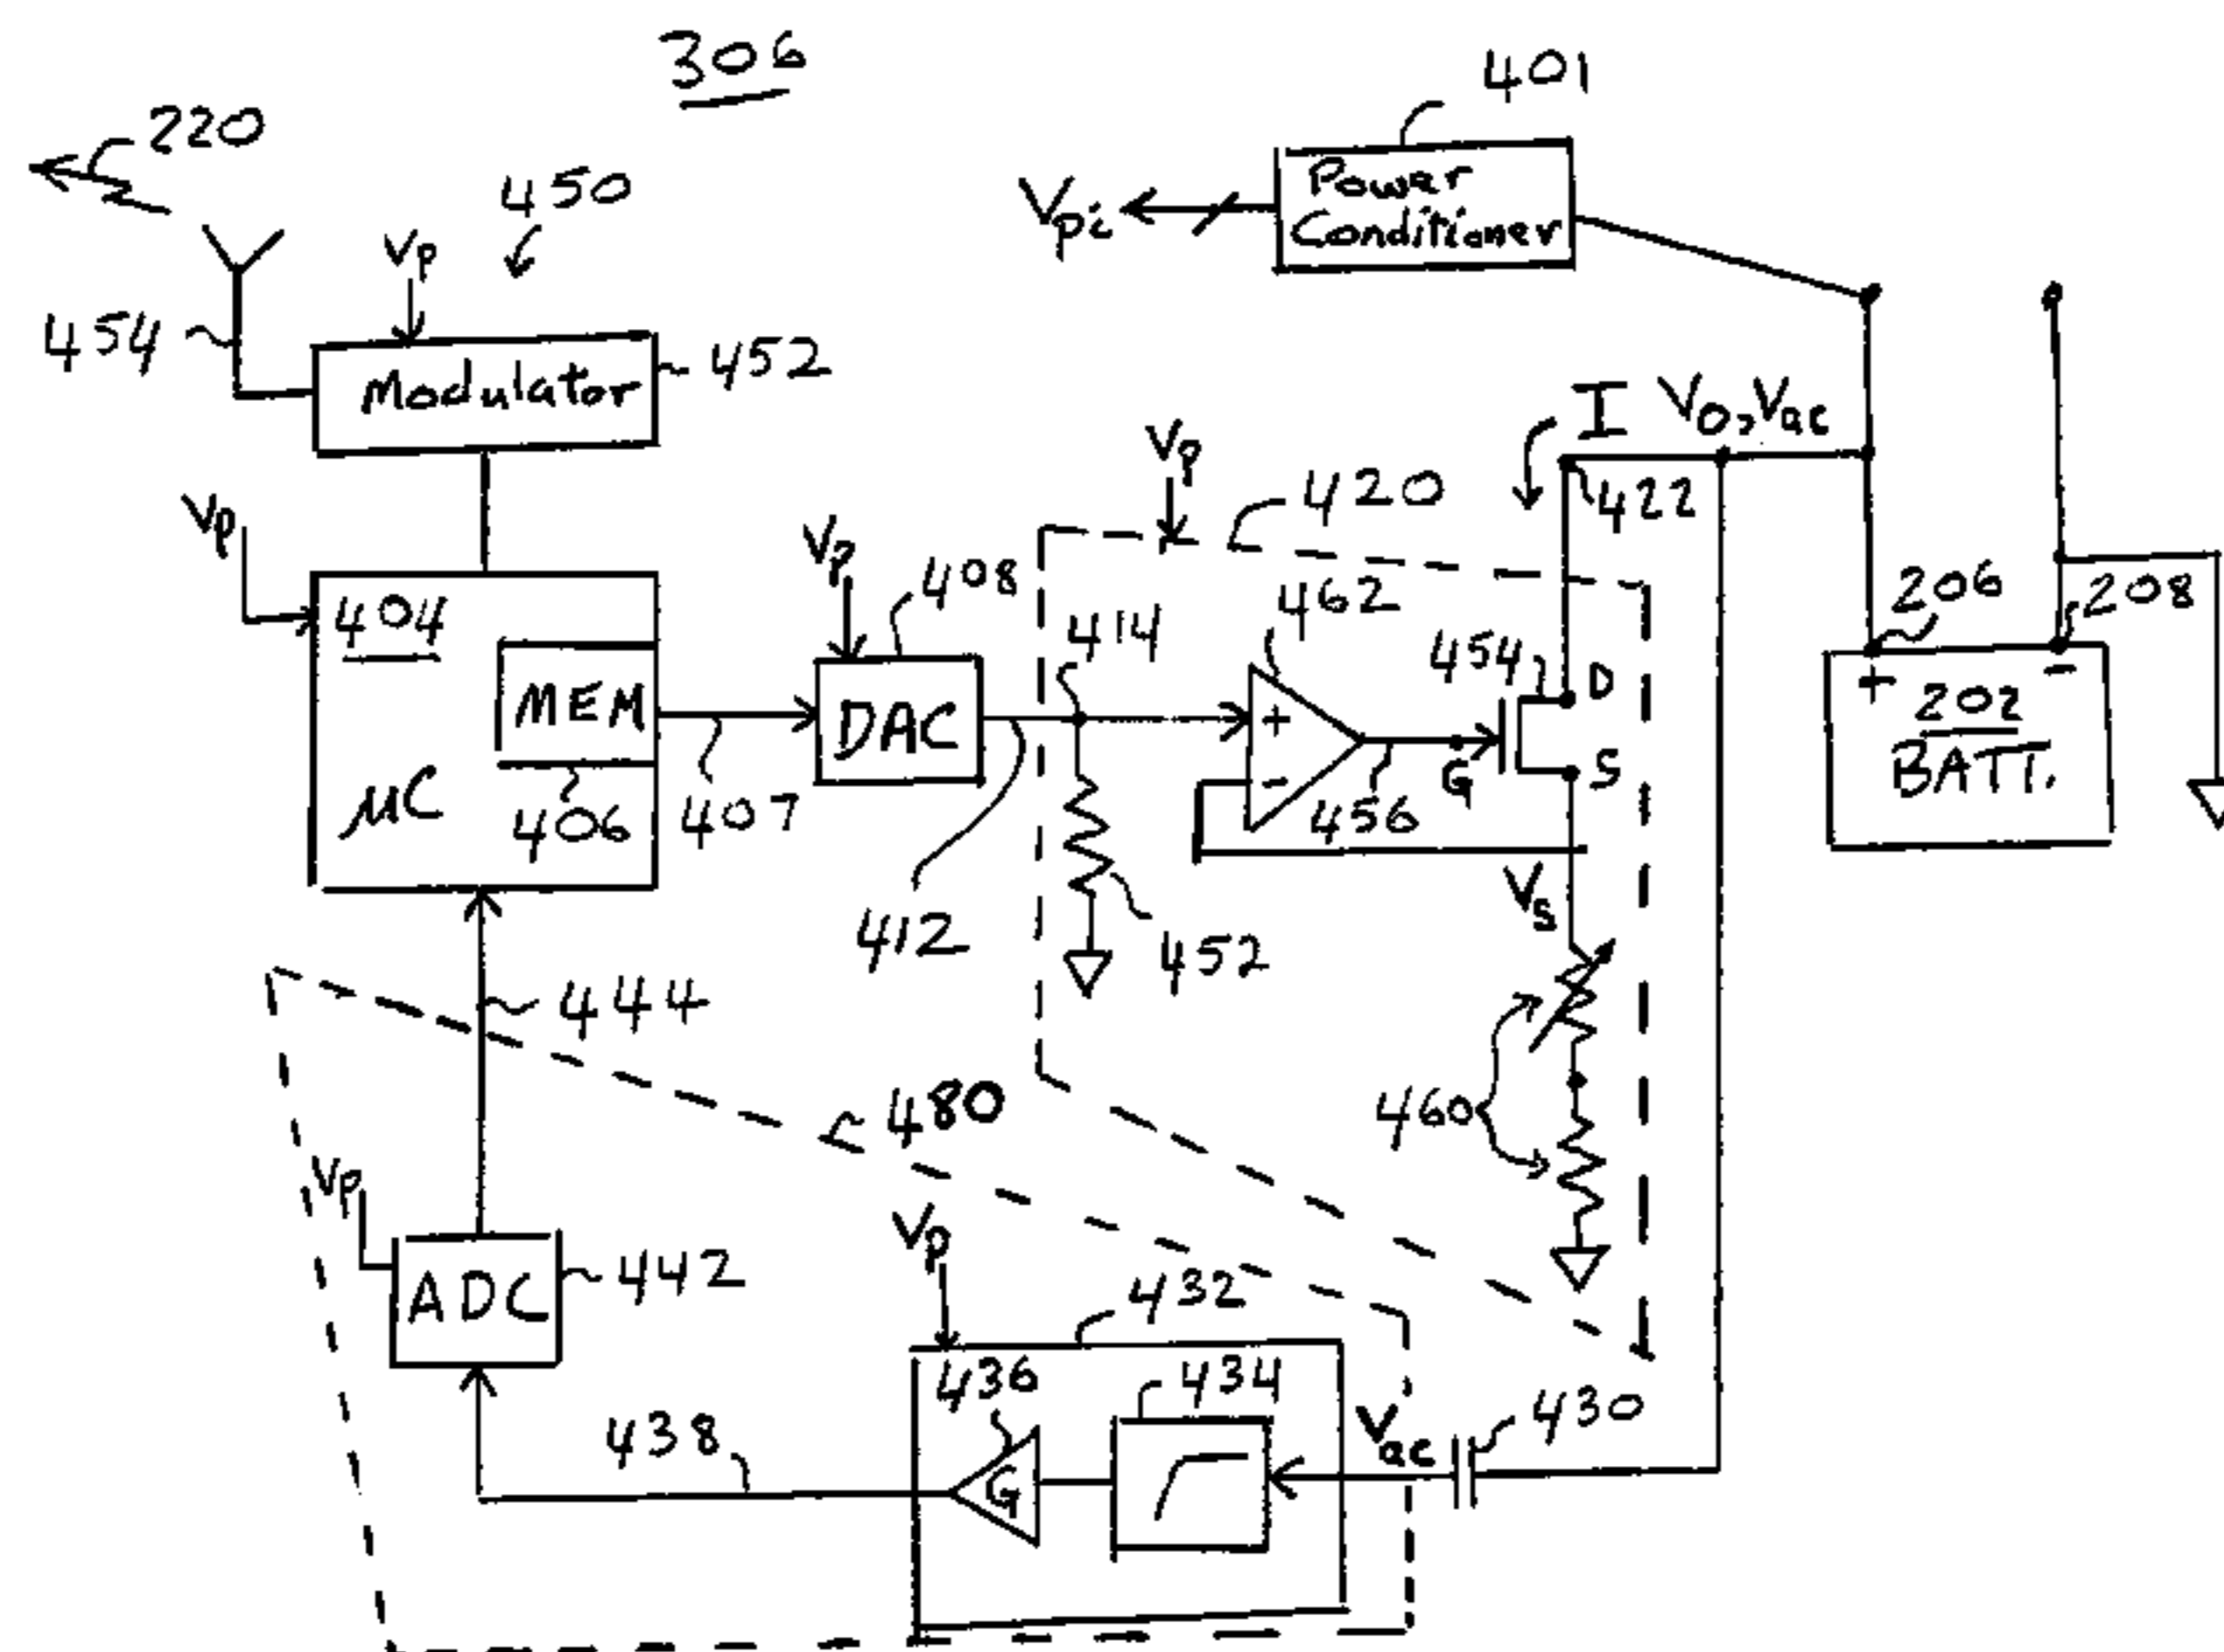 306
401
220
450
Power
Conditioner
Vpi
Vp
454
Modulator
452
I
Vo, Vac
Vp
422
420
Vp
Vp
404
408
414
462
454
D
206
208
MEM
DAC
+
-
G
S
+
-
202
BATT.
μC
406
407
456
412
452
Vs
444
480
460
Vp
Vp
ADC
442
432
436
434
Vac
430
438
G